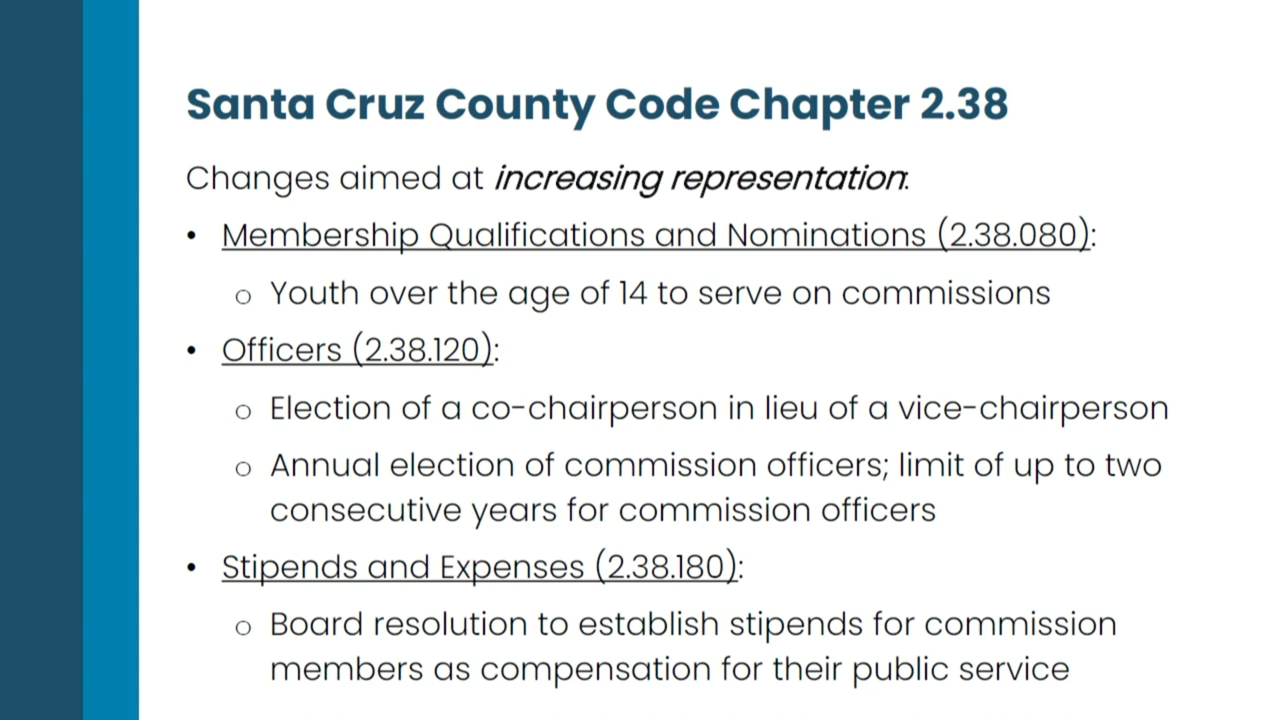 Santa Cruz County Code Chapter 2.38
Changes aimed at increasing representation:
• Membership Qualifications and Nominations (2.38.080):
o Youth over the age of 14 to serve on commissions
• Officers (2.38.120):
o Election of a co-chairperson in lieu of a vice-chairperson
o Annual election of commission officers; limit of up to two
consecutive years for commission officers
• Stipends and Expenses (2.38.180):
o Board resolution to establish stipends for commission
members as compensation for their public service